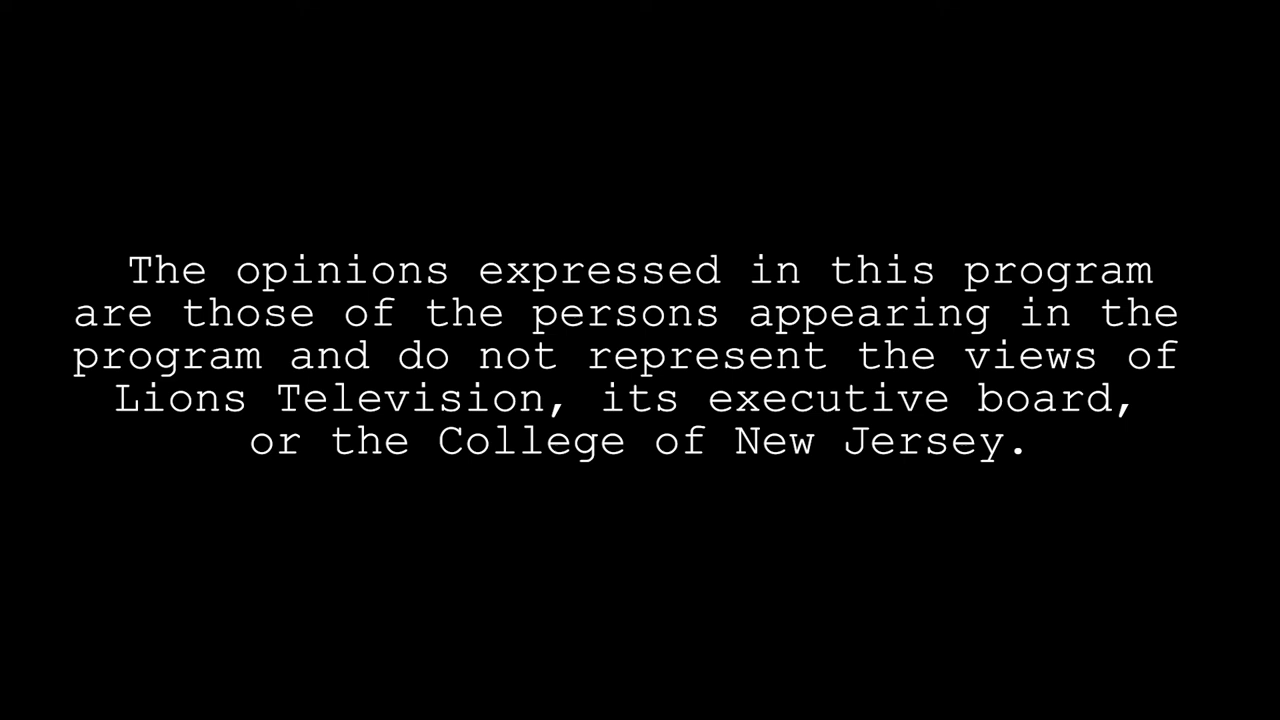 The opinions expressed in this program
are those of the persons appearing in the
program and do not represent the views of
Lions Television, its executive board,
or the College of New Jersey.